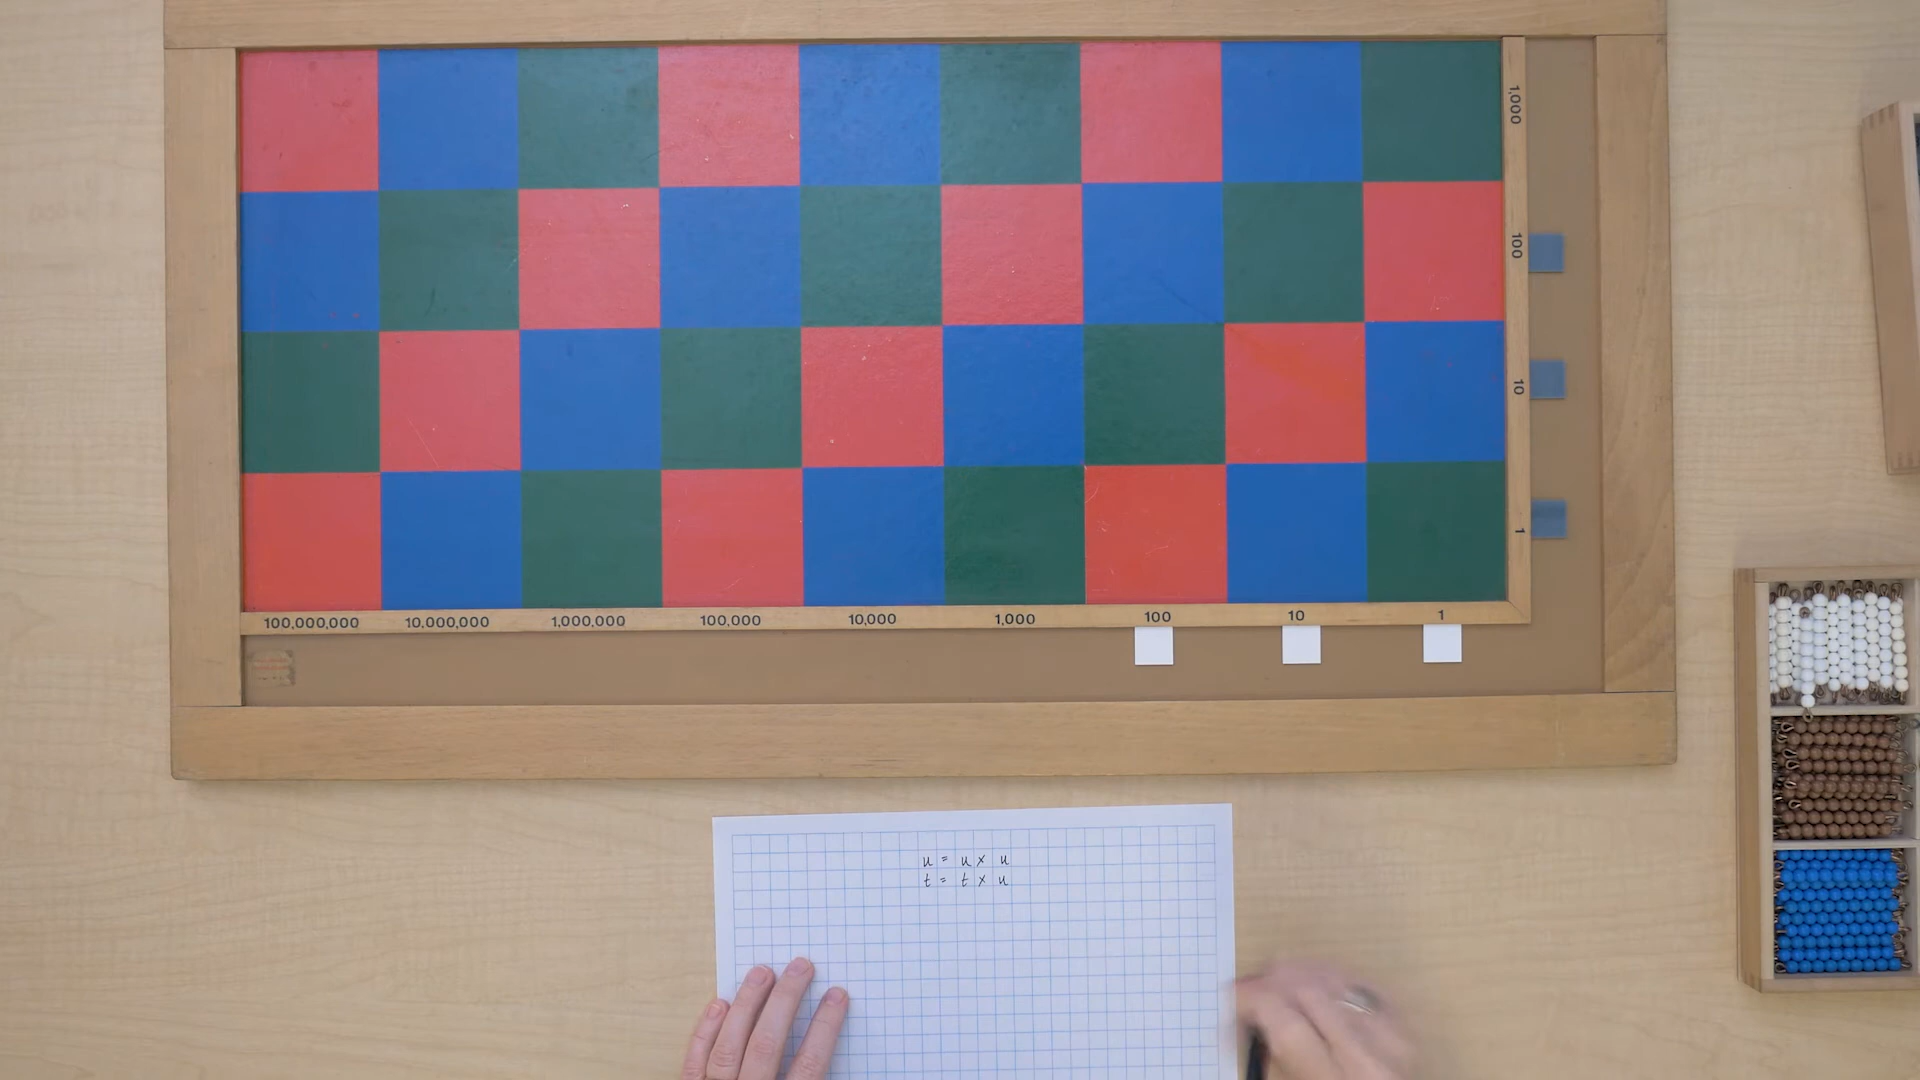 1,000
100
10
1
100,000,000 10,000,000 1,000,000 100,000 10,000 1,000 100 10 1
u = u x u
t = t x u